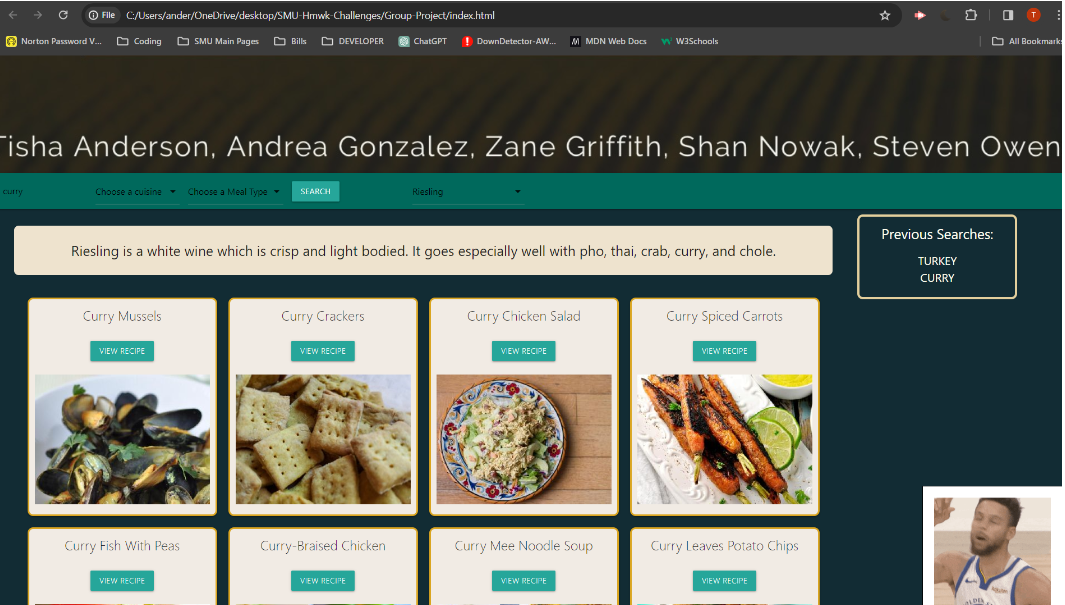 File C:/Users/ander/OneDrive/desktop/SMU-Hmwk-Challenges/Group-Project/index.html T
Norton Password V... Coding SMU Main Pages Bills DEVELOPER ChatGPT DownDetector-AW... MDN Web Docs W3Schools All Bookmarks
Tisha Anderson, Andrea Gonzalez, Zane Griffith, Shan Nowak, Steven Owen
curry Choose a cuisine Choose a Meal Type SEARCH Riesling
Riesling is a white wine which is crisp and light bodied. It goes especially well with pho, thai, crab, curry, and chole.
Previous Searches:
TURKEY
CURRY
Curry Mussels
VIEW RECIPE
Curry Crackers
VIEW RECIPE
Curry Chicken Salad
VIEW RECIPE
Curry Spiced Carrots
VIEW RECIPE
Curry Fish With Peas
VIEW RECIPE
Curry-Braised Chicken
VIEW RECIPE
Curry Mee Noodle Soup
VIEW RECIPE
Curry Leaves Potato Chips
VIEW RECIPE